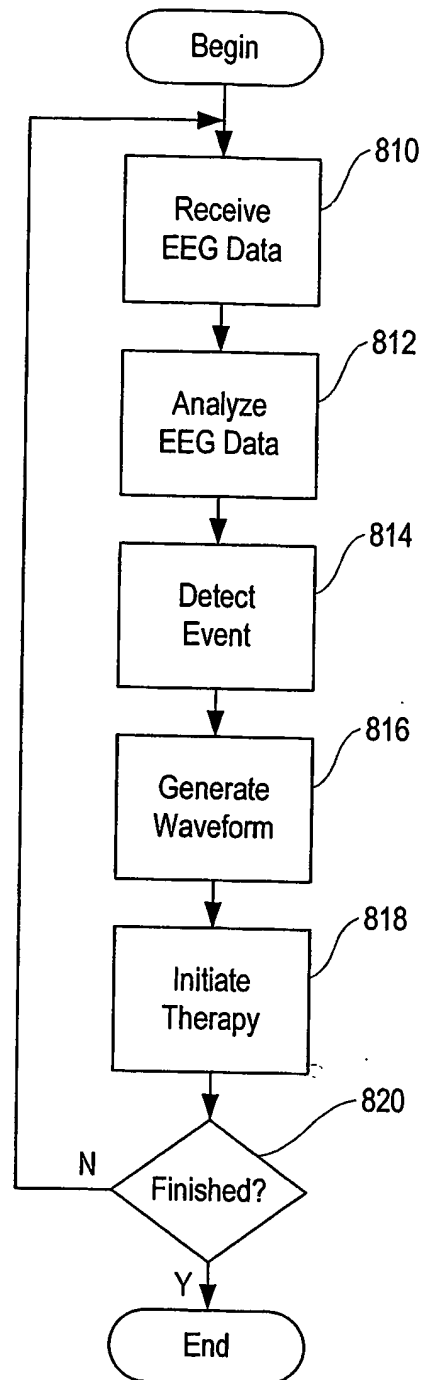 Begin
810
Receive
EEG Data
812
Analyze
EEG Data
814
Detect
Event
816
Generate
Waveform
818
Initiate
Therapy
820
N
Finished?
Y
End